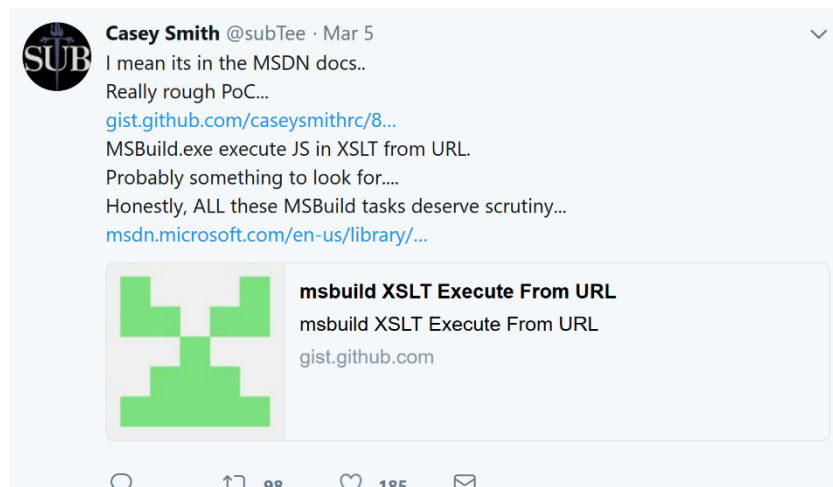 SUB
Casey Smith @subTee · Mar 5
I mean its in the MSDN docs..
Really rough PoC...
gist.github.com/caseysmithrc/8...
MSBuild.exe execute JS in XSLT from URL.
Probably something to look for....
Honestly, ALL these MSBuild tasks deserve scrutiny...
msdn.microsoft.com/en-us/library/...
msbuild XSLT Execute From URL
msbuild XSLT Execute From URL
gist.github.com
98 185